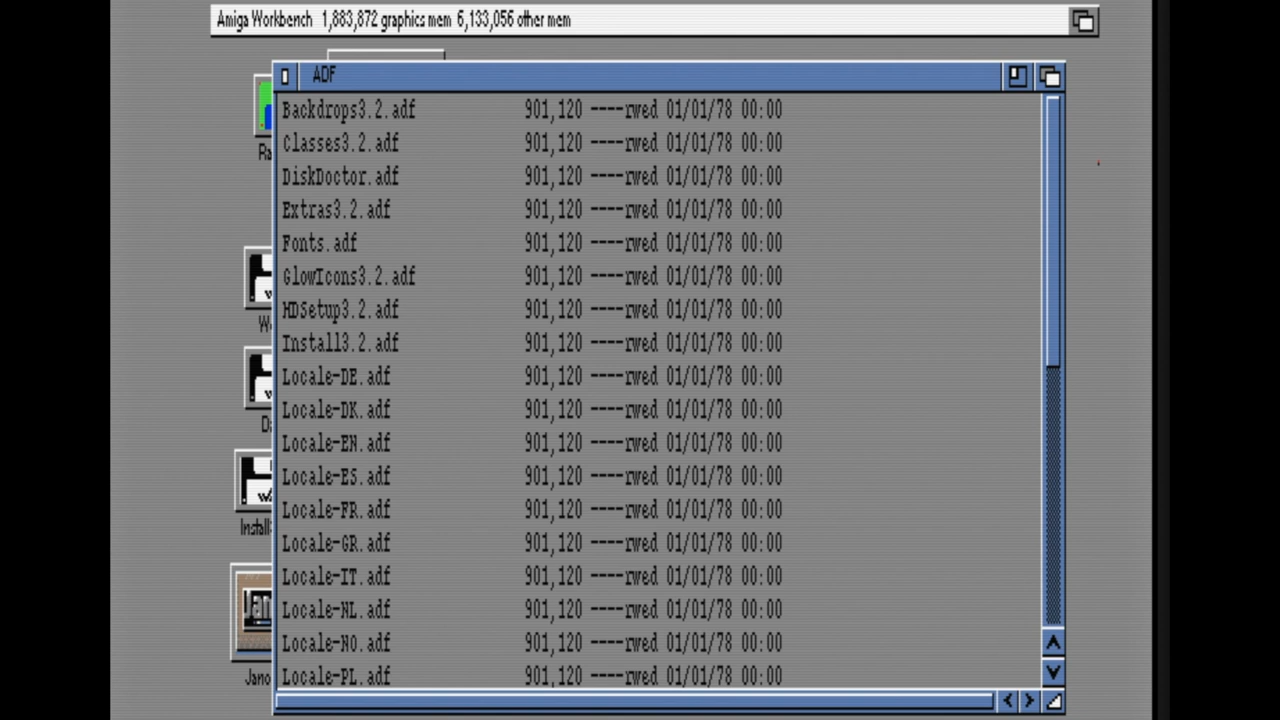 Amiga Workbench 1,883,872 graphics mem 6,133,056 other mem
ADF
Backdrops3.2.adf 901,120 ----rwed 01/01/78 00:00
Classes3.2.adf 901,120 ----rwed 01/01/78 00:00
DiskDoctor.adf 901,120 ----rwed 01/01/78 00:00
Extras3.2.adf 901,120 ----rwed 01/01/78 00:00
Fonts.adf 901,120 ----rwed 01/01/78 00:00
GlowIcons3.2.adf 901,120 ----rwed 01/01/78 00:00
HDSetup3.2.adf 901,120 ----rwed 01/01/78 00:00
Install3.2.adf 901,120 ----rwed 01/01/78 00:00
Locale-DE.adf 901,120 ----rwed 01/01/78 00:00
Locale-DK.adf 901,120 ----rwed 01/01/78 00:00
Locale-EN.adf 901,120 ----rwed 01/01/78 00:00
Locale-ES.adf 901,120 ----rwed 01/01/78 00:00
Locale-FR.adf 901,120 ----rwed 01/01/78 00:00
Locale-GR.adf 901,120 ----rwed 01/01/78 00:00
Locale-IT.adf 901,120 ----rwed 01/01/78 00:00
Locale-NL.adf 901,120 ----rwed 01/01/78 00:00
Locale-NO.adf 901,120 ----rwed 01/01/78 00:00
Locale-PL.adf 901,120 ----rwed 01/01/78 00:00
Ra
W
Install
Jano